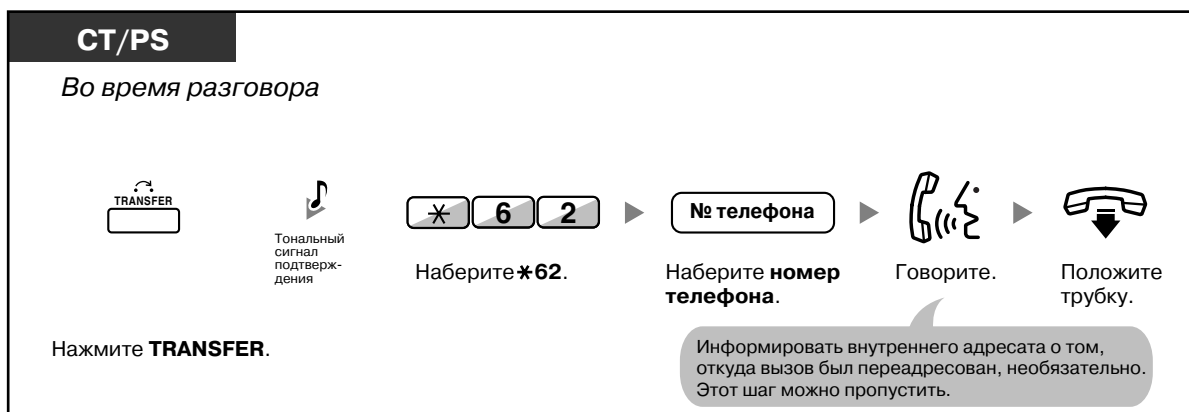 CT/PS
Во время разговора
TRANSFER
Тональный
сигнал
подтверж-
дения
* 6 2
№ телефона
Наберите *62.
Наберите номер
телефона.
Говорите.
Положите
трубку.
Нажмите TRANSFER.
Информировать внутреннего адресата о том,
откуда вызов был переадресован, необязательно.
Этот шаг можно пропустить.